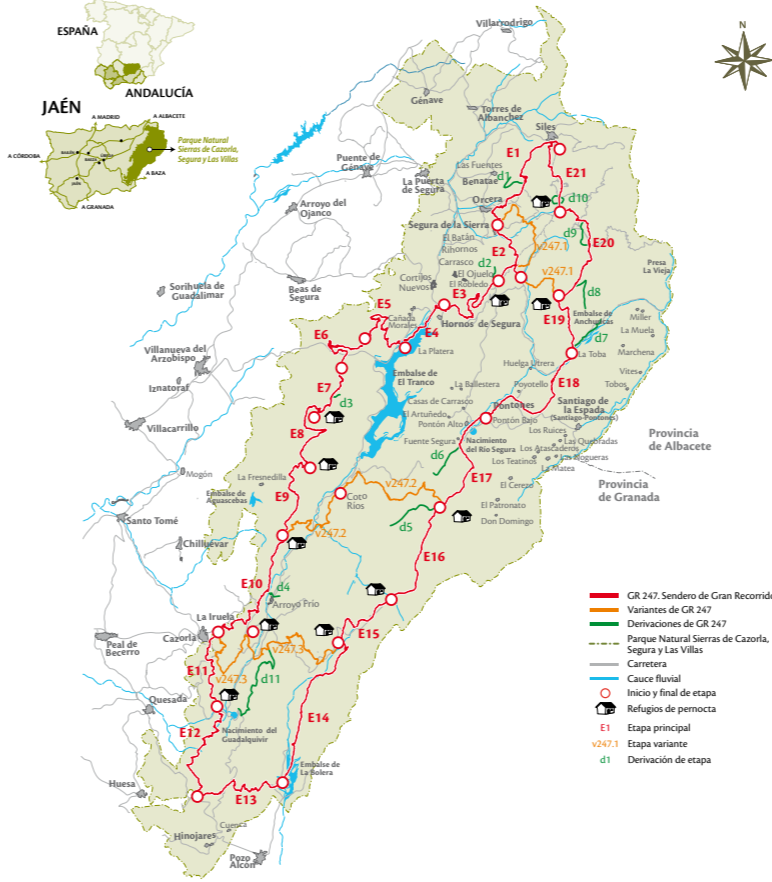 ESPAÑA
ANDALUCÍA
JAÉN
A MADRID
A ALBACETE
A CÓRDOBA
BAILÉN
BAEZA
ÚBEDA
JAÉN
A BAZA
A GRANADA
Parque Natural
Sierras de Cazorla,
Segura y Las Villas
N
Villarrodrigo
Génave
Torres de
Albanchez
Siles
Puente de
Génave
La Puerta
de Segura
Las Fuentes
Benatae
d1
E1
E21
Orcera
d10
Arroyo del
Ojanco
Segura de la Sierra
d9
E20
El Batán
Rihornos
E2
v247.1
Carrasco
d2
El Ojuelo
v247.1
Presa
La Vieja
Cortijos
Nuevos
El Robledo
d8
Sorihuela de
Guadalimar
Beas de
Segura
E3
E19
Embalse de
Anchuricas
Miller
E5
Cañada
Morales
Hornos de Segura
d7
La Muela
E6
E4
La Platera
La Toba
Marchena
Villanueva del
Arzobispo
Huelga Utrera
E18
Vites
Iznatoraf
E7
Embalse de
El Tranco
La Ballestera
Poyotello
Tobos
d3
Casas de Carrasco
Pontones
Santiago de
la Espada
(Santiago-Pontones)
E8
El Artuñedo
Pontón Bajo
Villacarrillo
Pontón Alto
Los Ruices
Provincia
de Albacete
Fuente Segura
Nacimiento
del Río Segura
Las Quebradas
Los Atascaderos
Las Nogueras
d6
Los Teatinos
La Matea
Mogón
La Fresnedilla
E17
Provincia
de Granada
E9
v247.2
El Cerezo
Embalse de
Aguascebas
Coto
Ríos
El Patronato
Santo Tomé
v247.2
d5
Don Domingo
Chilluévar
E16
E10
d4
Arroyo Frío
La Iruela
Cazorla
E15
Peal de
Becerro
v247.3
E11
d11
v247.3
E14
Quesada
E12
Nacimiento del
Guadalquivir
Embalse de
La Bolera
Huesa
E13
Cuenca
Hinojares
Pozo
Alcón
GR 247. Sendero de Gran Recorrido
Variantes de GR 247
Derivaciones de GR 247
Parque Natural Sierras de Cazorla,
Segura y Las Villas
Carretera
Cauce fluvial
Inicio y final de etapa
Refugios de pernocta
E1 Etapa principal
v247.1 Etapa variante
d1 Derivación de etapa